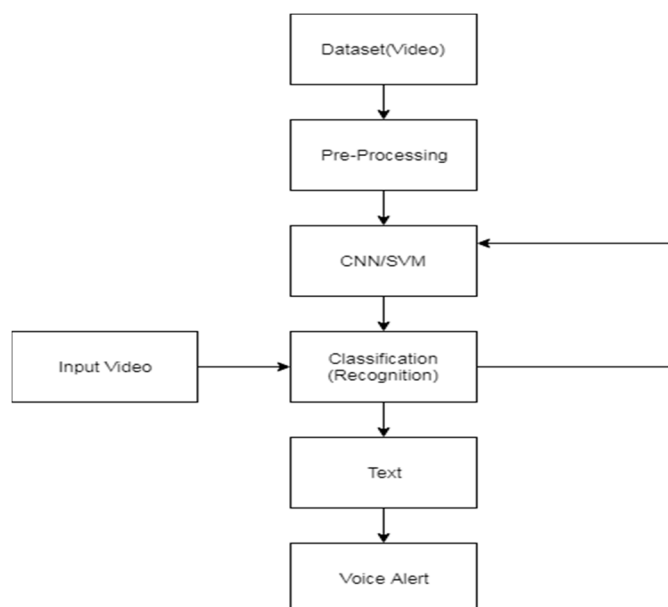 Dataset(Video)
Pre-Processing
CNN/SVM
Input Video
Classification
(Recognition)
Text
Voice Alert